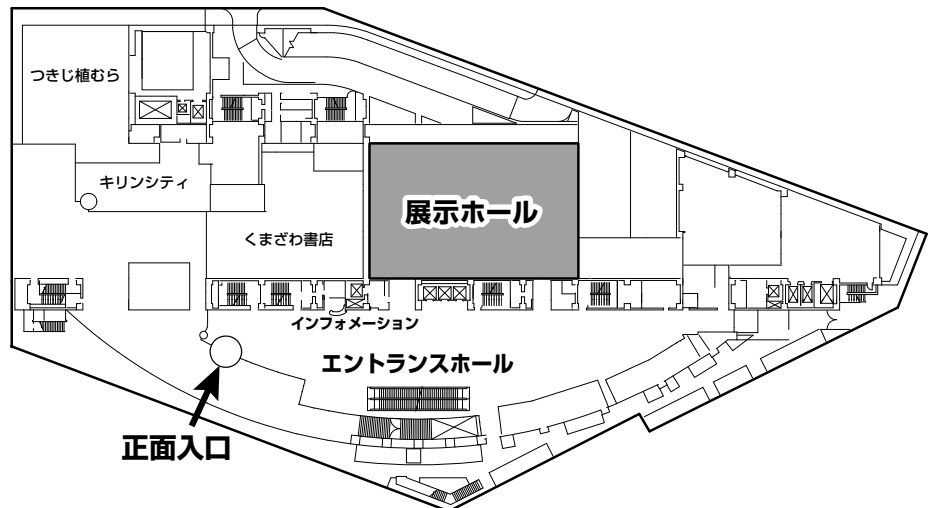 つきじ植むら
キリンシティ
展示ホール
くまざわ書店
インフォメーション
エントランスホール
正面入口